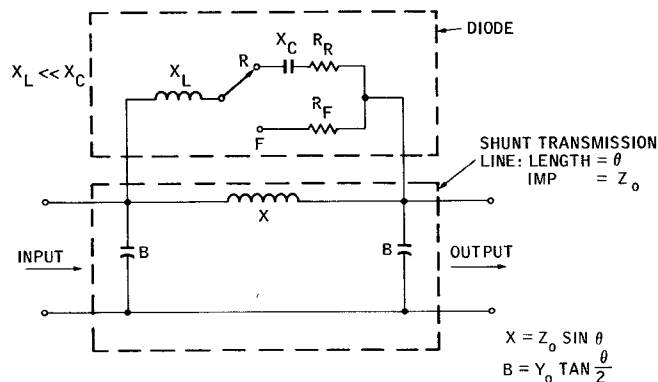 DIODE
X_L << X_C
X_L
R
X_C
R_R
R_F
F
SHUNT TRANSMISSION
LINE: LENGTH = θ
IMP = Z_o
X
INPUT
B
B
OUTPUT
X = Z_o SIN θ
B = Y_o TAN θ/2